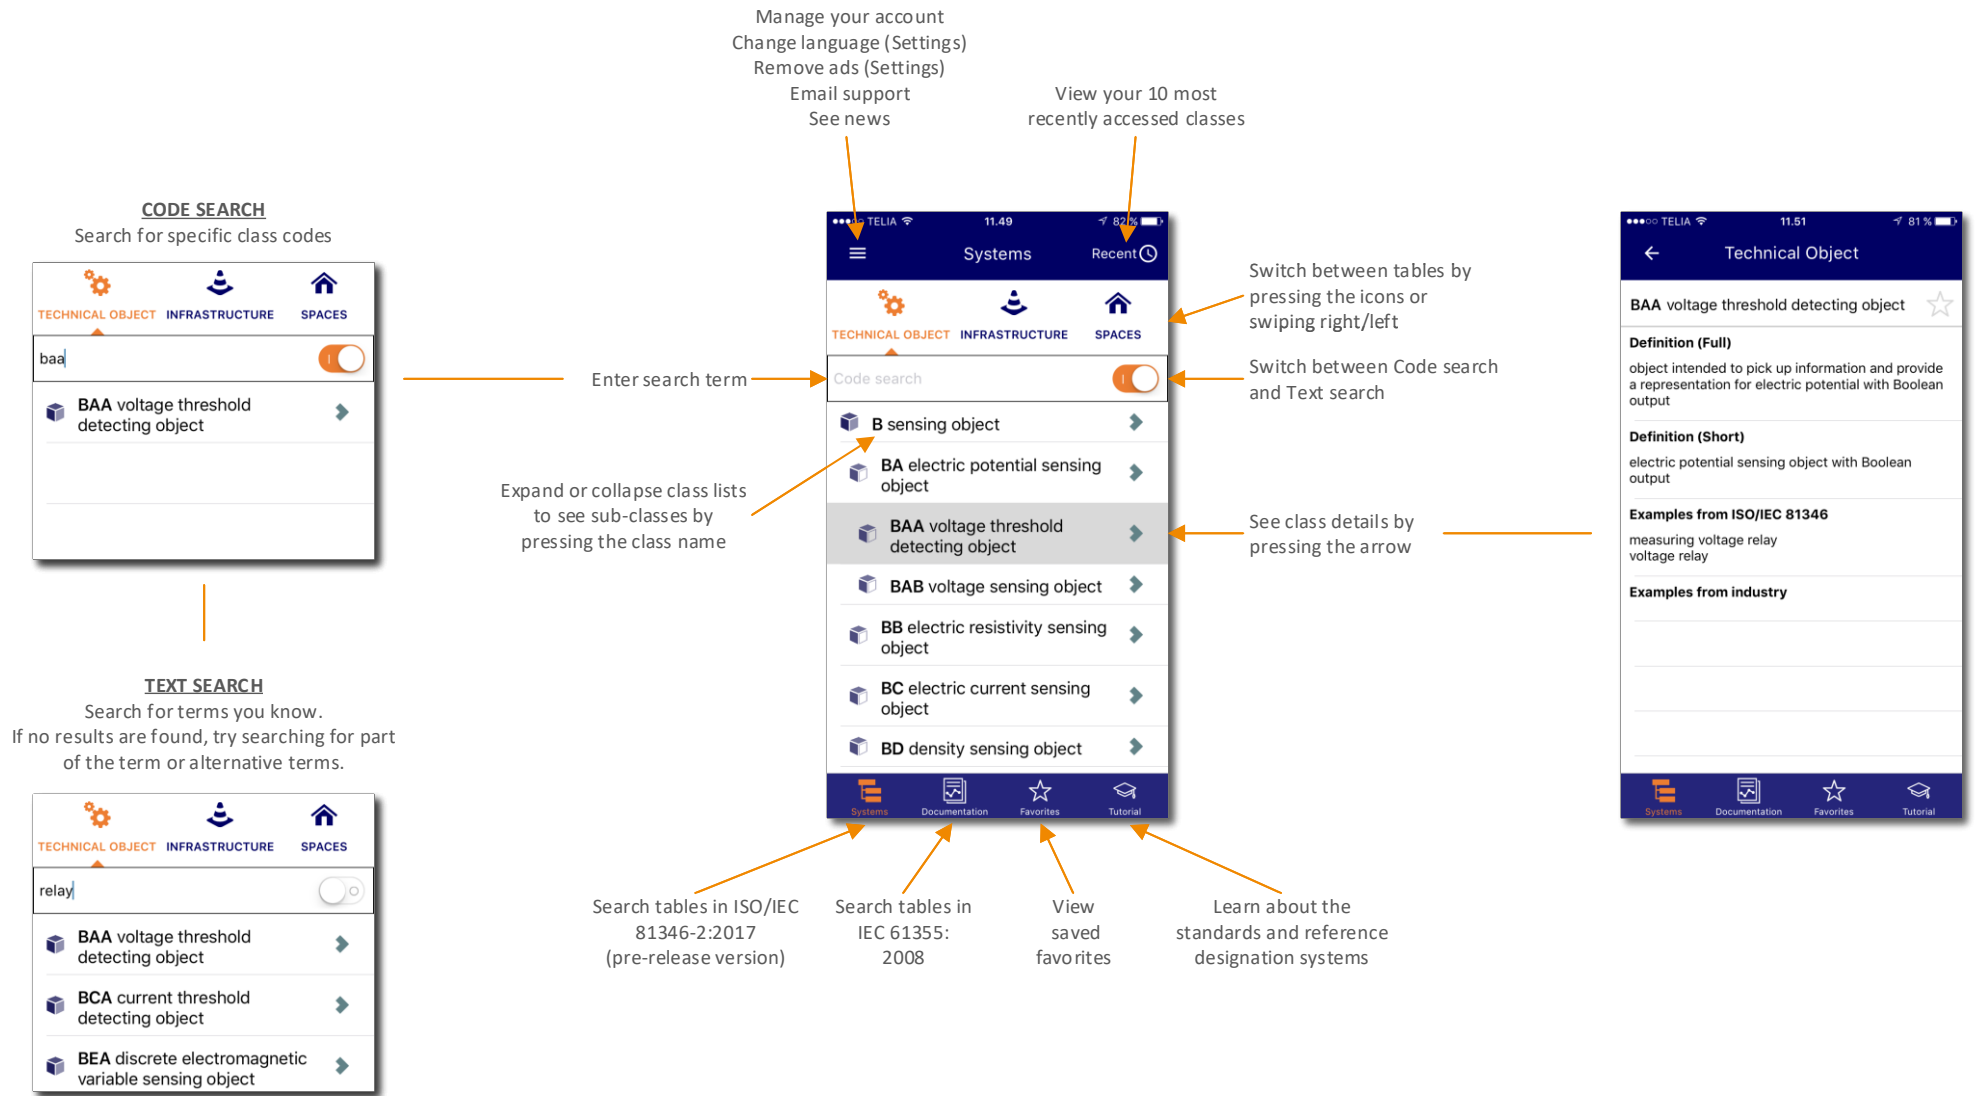 Manage your account
Change language (Settings)
Remove ads (Settings)
Email support
See news
View your 10 most
recently accessed classes
CODE SEARCH
Search for specific class codes
TECHNICAL OBJECT INFRASTRUCTURE SPACES
baa
BAA voltage threshold
detecting object
TEXT SEARCH
Search for terms you know.
If no results are found, try searching for part
of the term or alternative terms.
TECHNICAL OBJECT INFRASTRUCTURE SPACES
relay
BAA voltage threshold
detecting object
BCA current threshold
detecting object
BEA discrete electromagnetic
variable sensing object
Enter search term
Expand or collapse class lists
to see sub-classes by
pressing the class name
TELIA 11.49 82 %
Systems Recent
TECHNICAL OBJECT INFRASTRUCTURE SPACES
Code search
B sensing object
BA electric potential sensing
object
BAA voltage threshold
detecting object
BAB voltage sensing object
BB electric resistivity sensing
object
BC electric current sensing
object
BD density sensing object
Systems Documentation Favorites Tutorial
Switch between tables by
pressing the icons or
swiping right/left
Switch between Code search
and Text search
See class details by
pressing the arrow
Search tables in ISO/IEC
81346-2:2017
(pre-release version)
Search tables in
IEC 61355:
2008
View
saved
favorites
Learn about the
standards and reference
designation systems
TELIA 11.51 81 %
Technical Object
BAA voltage threshold detecting object
Definition (Full)
object intended to pick up information and provide
a representation for electric potential with Boolean
output
Definition (Short)
electric potential sensing object with Boolean
output
Examples from ISO/IEC 81346
measuring voltage relay
voltage relay
Examples from industry
Systems Documentation Favorites Tutorial